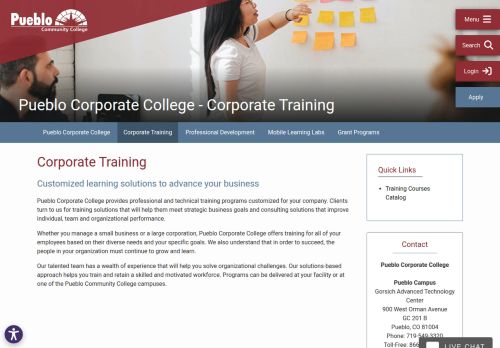 Pueblo
Community College
Menu
Search
Login
Apply
Pueblo Corporate College - Corporate Training
Pueblo Corporate College
Corporate Training
Professional Development
Mobile Learning Labs
Grant Programs
Corporate Training
Customized learning solutions to advance your business
Pueblo Corporate College provides professional and technical training programs customized for your company. Clients
turn to us for training solutions that will help them meet strategic business goals and consulting solutions that improve
individual, team and organizational performance.
Whether you manage a small business or a large corporation, Pueblo Corporate College offers training for all of your
employees based on their diverse needs and your specific goals. We also understand that in order to succeed, the
people in your organization must continue to grow and learn.
Our talented team has a wealth of experience that will help you solve organizational challenges. Our solutions-based
approach helps you train and retain a skilled and motivated workforce. Programs can be delivered at your facility or at
one of the Pueblo Community College campuses.
Quick Links
Training Courses
Catalog
Contact
Pueblo Corporate College
Pueblo Campus
Gorsich Advanced Technology
Center
900 West Orman Avenue
GC 201 B
Pueblo, CO 81004
Phone: 719-549-3320
Toll-Free:
LIVE CHAT